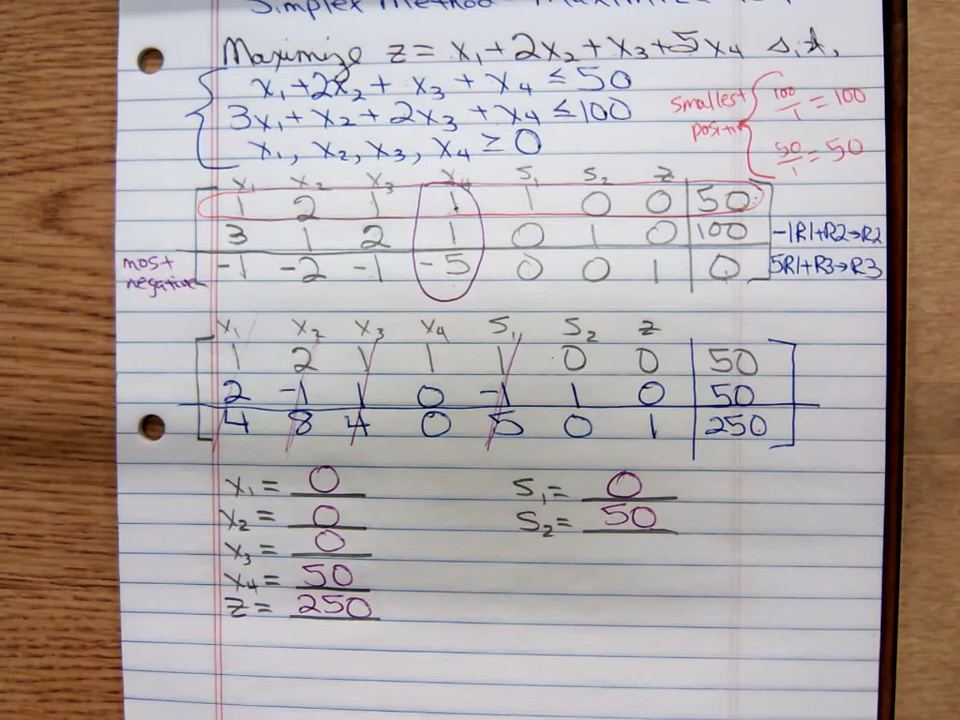 Simplex Method Maximize
Maximize z = x₁ + 2x₂ + x₃ + 5x₄ s.t.
x₁ + 2x₂ + x₃ + x₄ ≤ 50
3x₁ + x₂ + 2x₃ + x₄ ≤ 100
x₁, x₂, x₃, x₄ ≥ 0
smallest 100/1 = 100
positive 50/1 = 50
x₁ x₂ x₃ x₄ S₁ S₂ z
1 2 1 1 1 0 0 50
3 1 2 1 0 1 0 100 -1R1+R2→R2
most negative -1 -2 -1 -5 0 0 1 0 5R1+R3→R3
x₁ x₂ x₃ x₄ S₁ S₂ z
1 2 1 1 1 0 0 50
2 -1 1 0 -1 1 0 50
4 8 4 0 5 0 1 250
x₁ = 0 S₁ = 0
x₂ = 0 S₂ = 50
x₃ = 0
x₄ = 50
z = 250